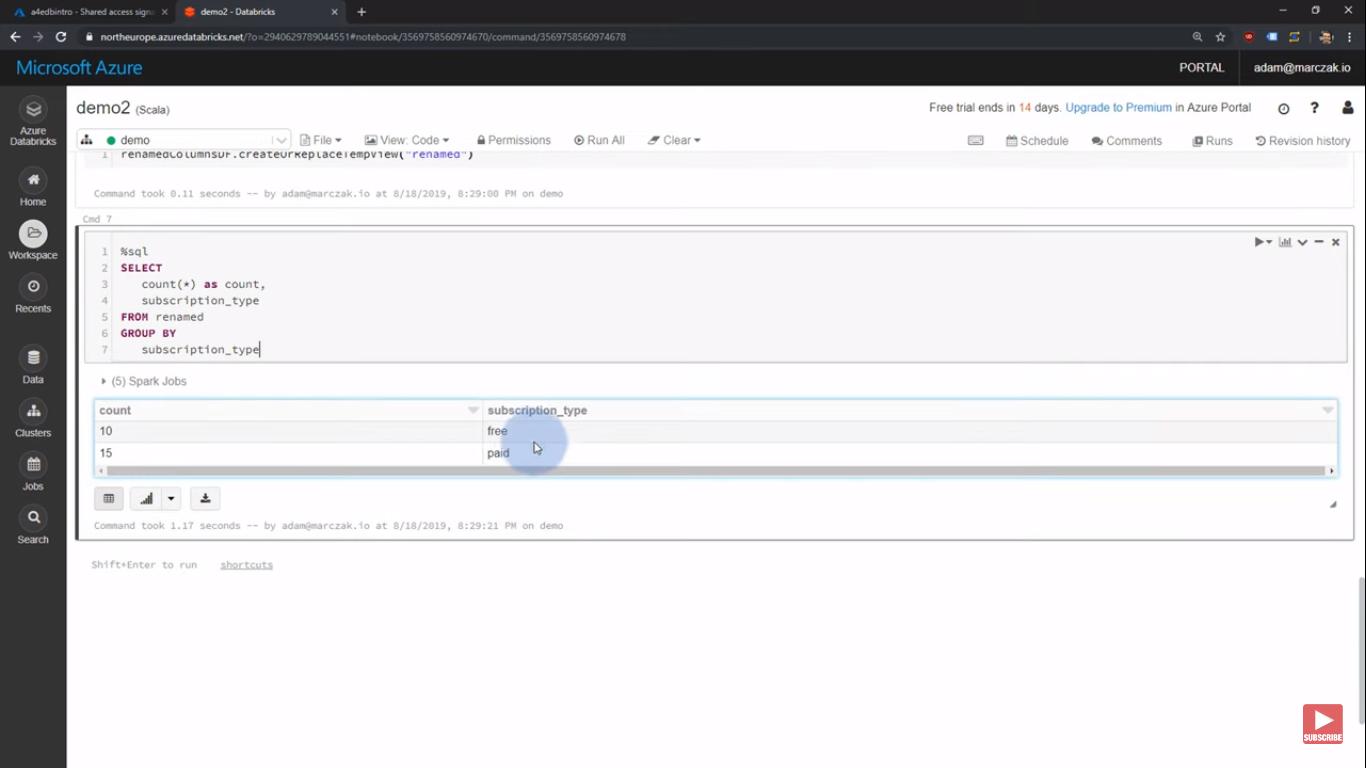 a4edbintro - Shared access signa
demo2 - Databricks
northeurope.azuredatabricks.net/?o=2940629789044551#notebook/3569758560974670/command/3569758560974678
Microsoft Azure
PORTAL
adam@marczak.io
Azure Databricks
Home
Workspace
Recents
Data
Clusters
Jobs
Search
demo2 (Scala)
Free trial ends in 14 days. Upgrade to Premium in Azure Portal
demo
File
View: Code
Permissions
Run All
Clear
Schedule
Comments
Runs
Revision history
1 renamedColumnsDF.createOrReplaceTempView("renamed")
Command took 0.11 seconds -- by adam@marczak.io at 8/18/2019, 8:29:00 PM on demo
Cmd 7
1 %sql
2 SELECT
3 count(*) as count,
4 subscription_type
5 FROM renamed
6 GROUP BY
7 subscription_type
(5) Spark Jobs
count subscription_type
10 free
15 paid
Command took 1.17 seconds -- by adam@marczak.io at 8/18/2019, 8:29:21 PM on demo
Shift+Enter to run shortcuts
SUBSCRIBE